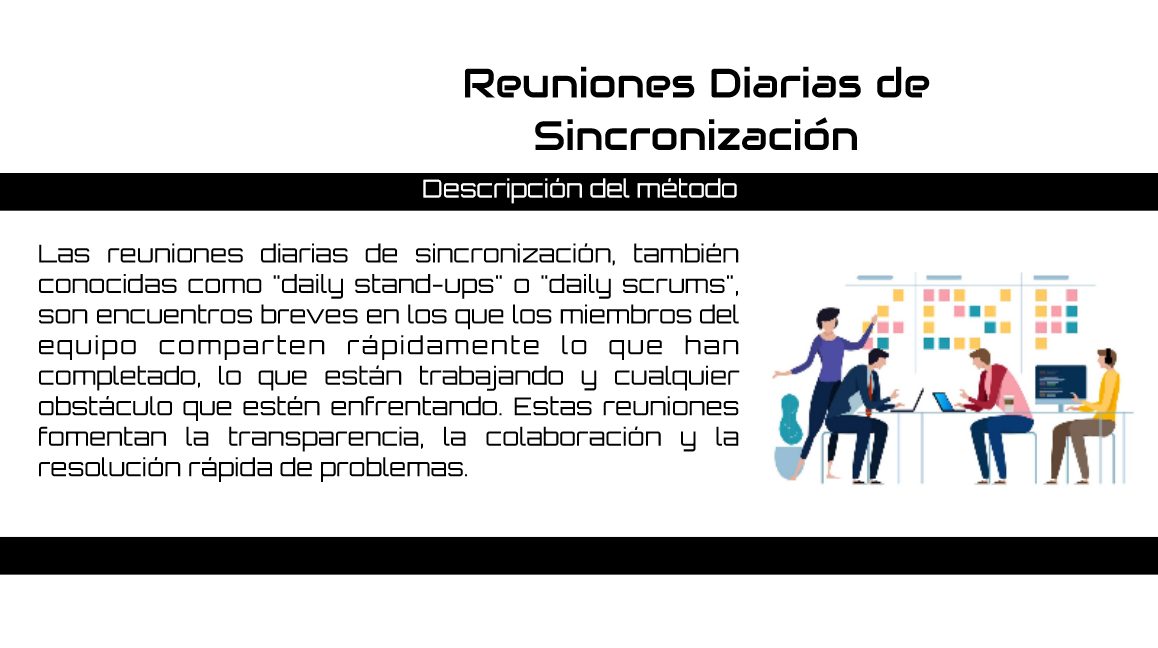 Reuniones Diarias de
Sincronización
Descripción del método
Las reuniones diarias de sincronización, también
conocidas como "daily stand-ups" o "daily scrums",
son encuentros breves en los que los miembros del
equipo comparten rápidamente lo que han
completado, lo que están trabajando y cualquier
obstáculo que estén enfrentando. Estas reuniones
fomentan la transparencia, la colaboración y la
resolución rápida de problemas.